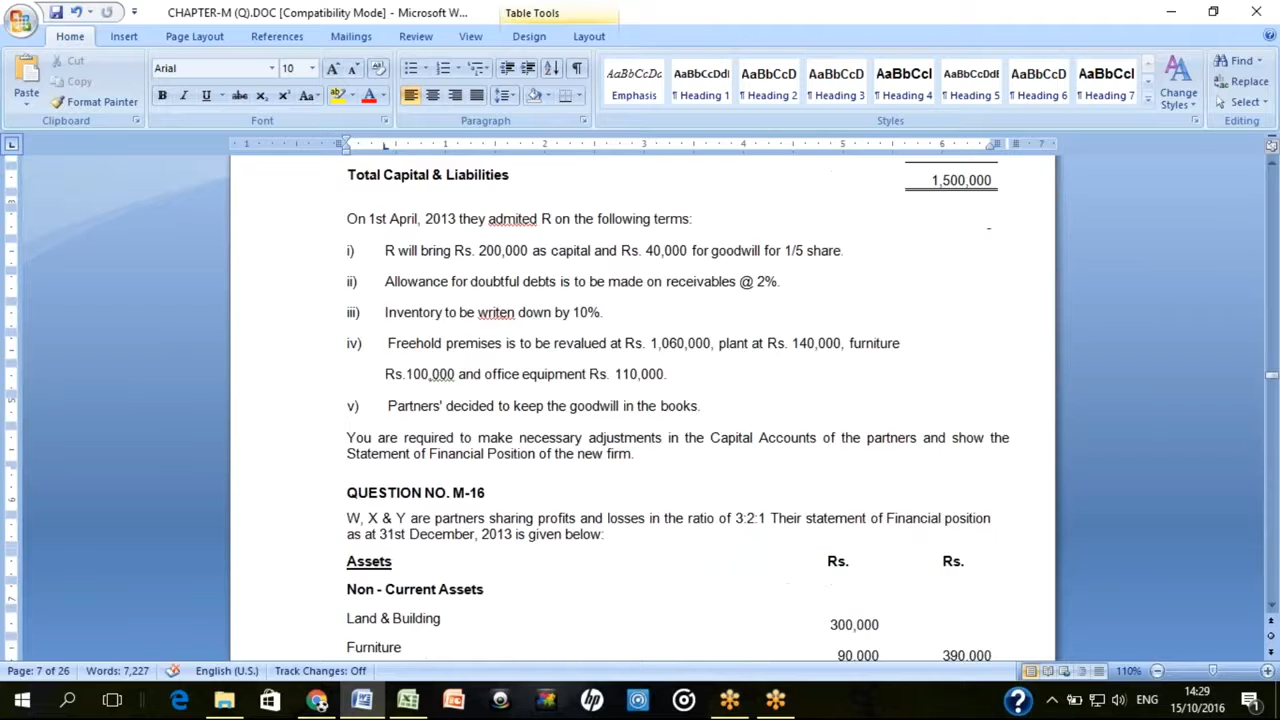 CHAPTER-M (Q).DOC [Compatibility Mode] - Microsoft W...
Table Tools
Home Insert Page Layout References Mailings Review View Design Layout
Paste
Cut
Copy
Format Painter
Arial 10
Emphasis ¶ Heading 1 ¶ Heading 2 ¶ Heading 3 ¶ Heading 4 ¶ Heading 5 ¶ Heading 6 ¶ Heading 7
Change Styles
Find
Replace
Select
Clipboard Font Paragraph Styles Editing
Total Capital & Liabilities 1,500,000
On 1st April, 2013 they admited R on the following terms:
i) R will bring Rs. 200,000 as capital and Rs. 40,000 for goodwill for 1/5 share.
ii) Allowance for doubtful debts is to be made on receivables @ 2%.
iii) Inventory to be writen down by 10%.
iv) Freehold premises is to be revalued at Rs. 1,060,000, plant at Rs. 140,000, furniture
Rs.100,000 and office equipment Rs. 110,000.
v) Partners' decided to keep the goodwill in the books.
You are required to make necessary adjustments in the Capital Accounts of the partners and show the
Statement of Financial Position of the new firm.
QUESTION NO. M-16
W, X & Y are partners sharing profits and losses in the ratio of 3:2:1 Their statement of Financial position
as at 31st December, 2013 is given below:
Assets Rs. Rs.
Non - Current Assets
Land & Building 300,000
Furniture 90,000 390,000
Page: 7 of 26 Words: 7,227 English (U.S.) Track Changes: Off 110%
ENG 14:29
15/10/2016